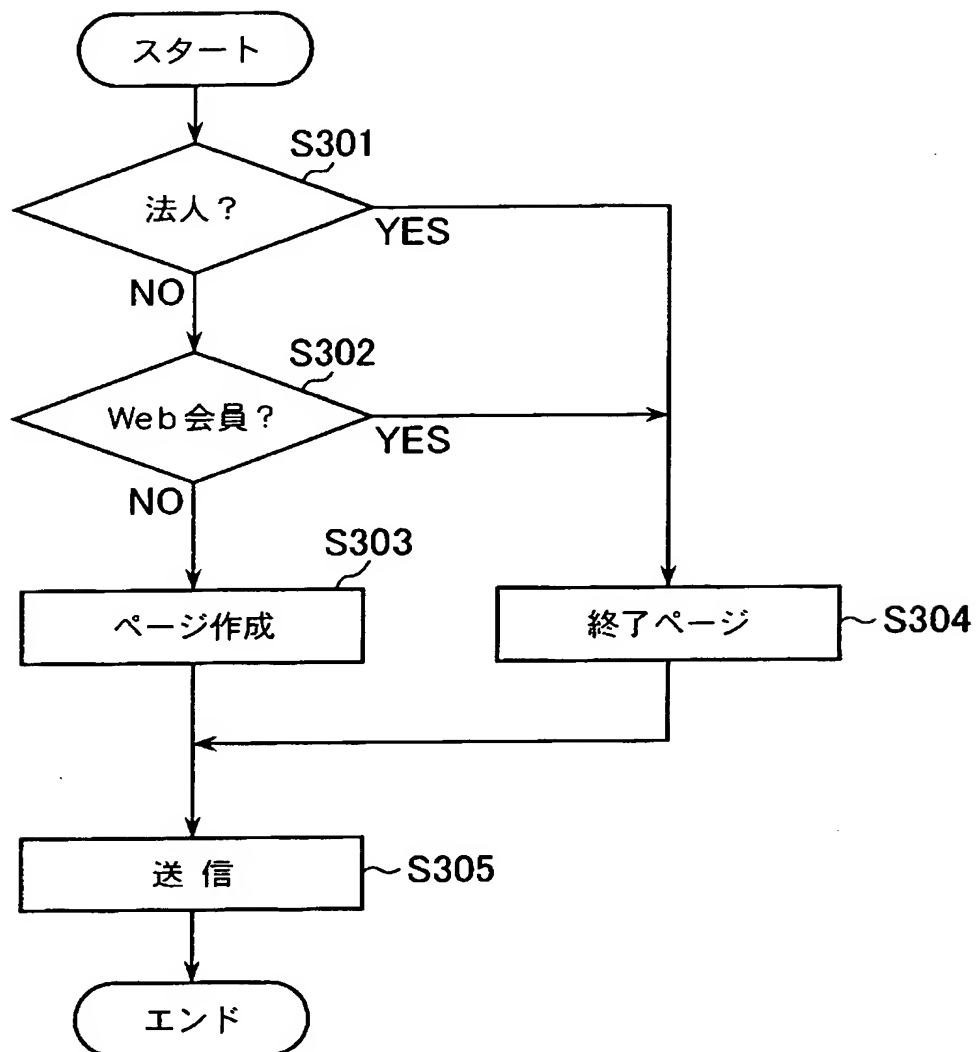 スタート
S301
法人?
YES
NO
S302
Web会員?
YES
NO
S303
ページ作成
終了ページ
S304
送信
S305
エンド